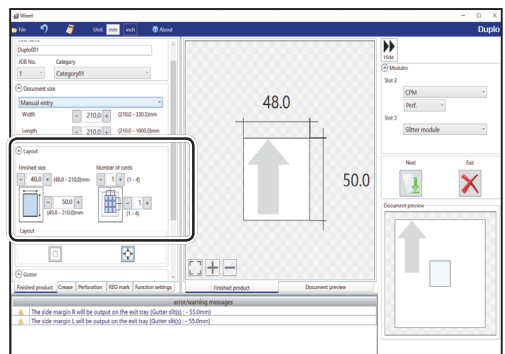 Wizard
File Unit mm inch About Duplo
Job name
Duplo001
JOB No. Category
1 Category01
Document size
Manual entry
Width - 210.0 + (210.0 - 330.5)mm
Length - 210.0 + (210.0 - 1000.0)mm
Layout
Finished size Number of cards
- 48.0 + (48.0 - 210.0)mm - 1 + (1 - 4)
- 50.0 + - 1 +
(49.0 - 210.0)mm (1 - 4)
Layout
Gutter
Finished product Crease Perforation REG mark Function settings
48.0
50.0
Finished product Document preview
Hide
Modules
Slot 2
CPM
Perf.
Slot 3
Slitter module
Next Exit
Document preview
error/warning messages
The side margin R will be output on the exit tray (Gutter slit(s) : - 55.0mm)
The side margin L will be output on the exit tray (Gutter slit(s) : - 55.0mm)